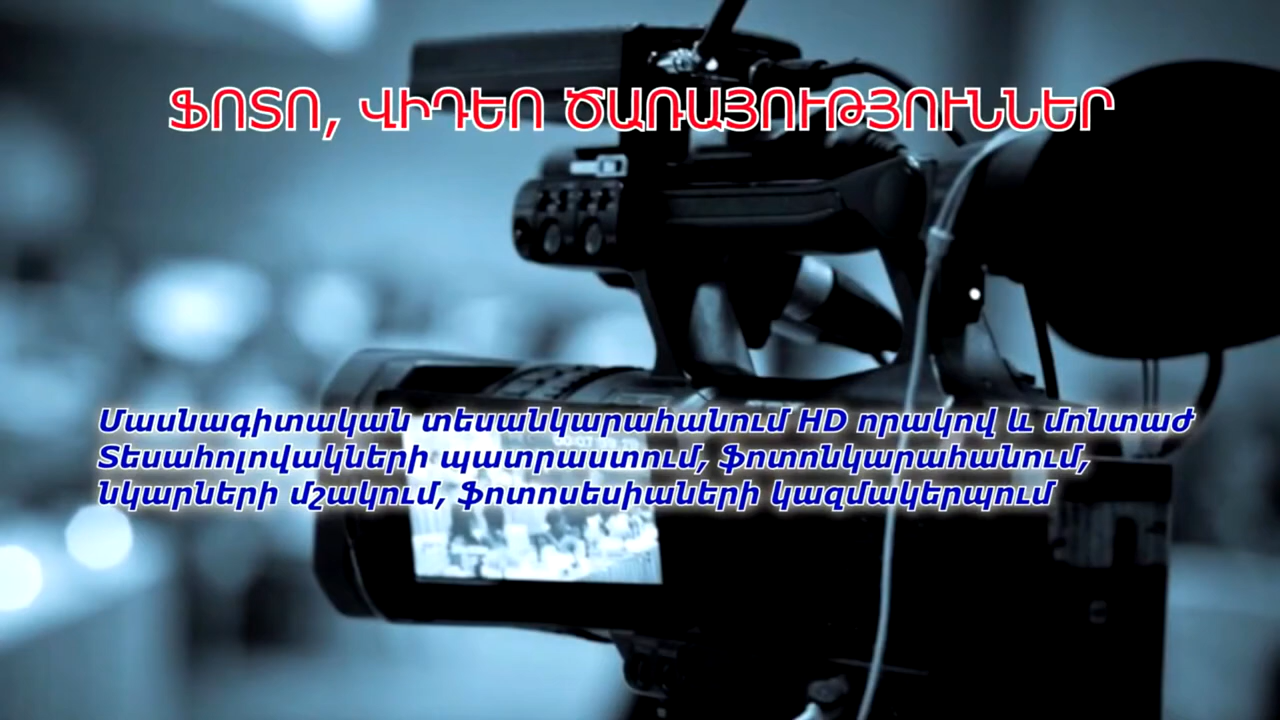 ՖՈՏՈ, ՎԻԴԵՈ ԾԱՌԱՅՈՒԹՅՈՒՆՆԵՐ
Մասնագիտական տեսանկարահանում HD որակով և մոնտաժ
Տեսահոլովակների պատրաստում, ֆոտոնկարահանում,
նկարների մշակում, ֆոտոսեսիաների կազմակերպում